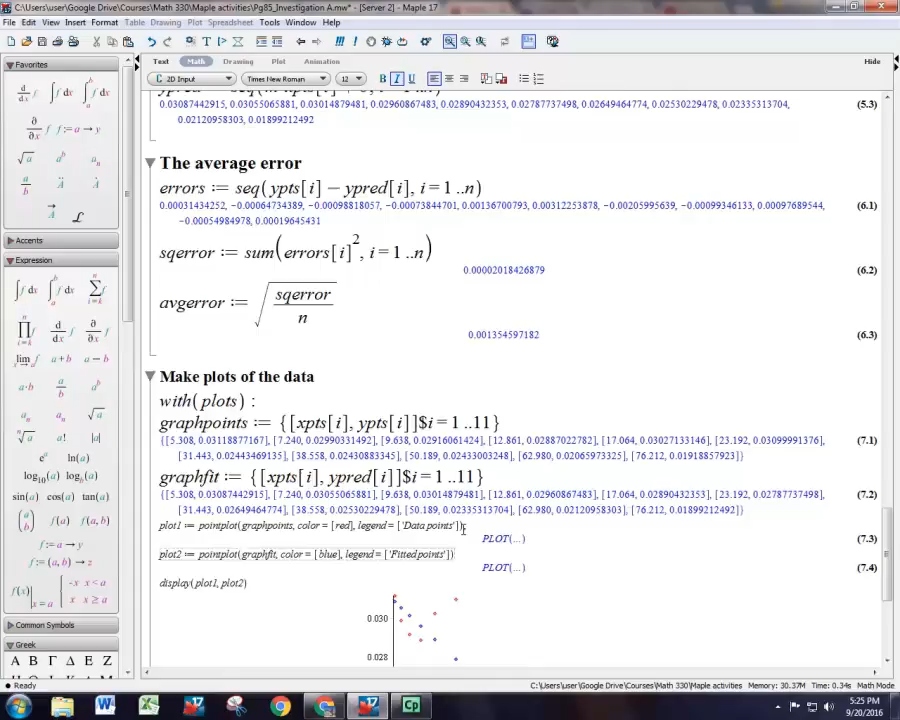 C:\Users\user\Google Drive\Courses\Math 330\Maple activities\Pg85_Investigation A.mw* - [Server 2] - Maple 17
File Edit View Insert Format Table Drawing Plot Spreadsheet Tools Window Help
Text Math Drawing Plot Animation Hide
2D Input Times New Roman 12 B I U
Favorites
Accents
Expression
sin(a) cos(a) tan(a)
f(a) f(a, b)
Common Symbols
Greek
Α Β Γ Δ Ε Ζ
0.03087442915, 0.03055065881, 0.03014879481, 0.02960867483, 0.02890432353, 0.02787737498, 0.02649464774, 0.02530229478, 0.02335313704, (5.3)
0.02120958303, 0.01899212492
The average error
errors := seq(ypts[i] − ypred[i], i = 1 ..n)
0.00031434252, −0.00064734389, −0.00098818057, −0.00073844701, 0.00136700793, 0.00312253878, −0.00205995639, −0.00099346133, 0.00097689544, (6.1)
−0.00054984978, 0.00019645431
sqerror := sum(errors[i]², i = 1 ..n)
0.00002018426879 (6.2)
avgerror := √(sqerror/n)
0.001354597182 (6.3)
Make plots of the data
with(plots) :
graphpoints := {[xpts[i], ypts[i]]$i = 1 ..11}
{[5.308, 0.03118877167], [7.240, 0.02990331492], [9.638, 0.02916061424], [12.861, 0.02887022782], [17.064, 0.03027133146], [23.192, 0.03099991376], (7.1)
[31.443, 0.02443469135], [38.558, 0.02430883345], [50.189, 0.02433003248], [62.980, 0.02065973325], [76.212, 0.01918857923]}
graphfit := {[xpts[i], ypred[i]]$i = 1 ..11}
{[5.308, 0.03087442915], [7.240, 0.03055065881], [9.638, 0.03014879481], [12.861, 0.02960867483], [17.064, 0.02890432353], [23.192, 0.02787737498], (7.2)
[31.443, 0.02649464774], [38.558, 0.02530229478], [50.189, 0.02335313704], [62.980, 0.02120958303], [76.212, 0.01899212492]}
plot1 := pointplot(graphpoints, color = [red], legend = ['Data points'])
PLOT(...) (7.3)
plot2 := pointplot(graphfit, color = [blue], legend = ['Fitted points'])
PLOT(...) (7.4)
display(plot1, plot2)
0.030
0.028
Ready C:\Users\user\Google Drive\Courses\Math 330\Maple activities Memory: 30.37M Time: 0.34s Math Mode
5:25 PM
9/20/2016